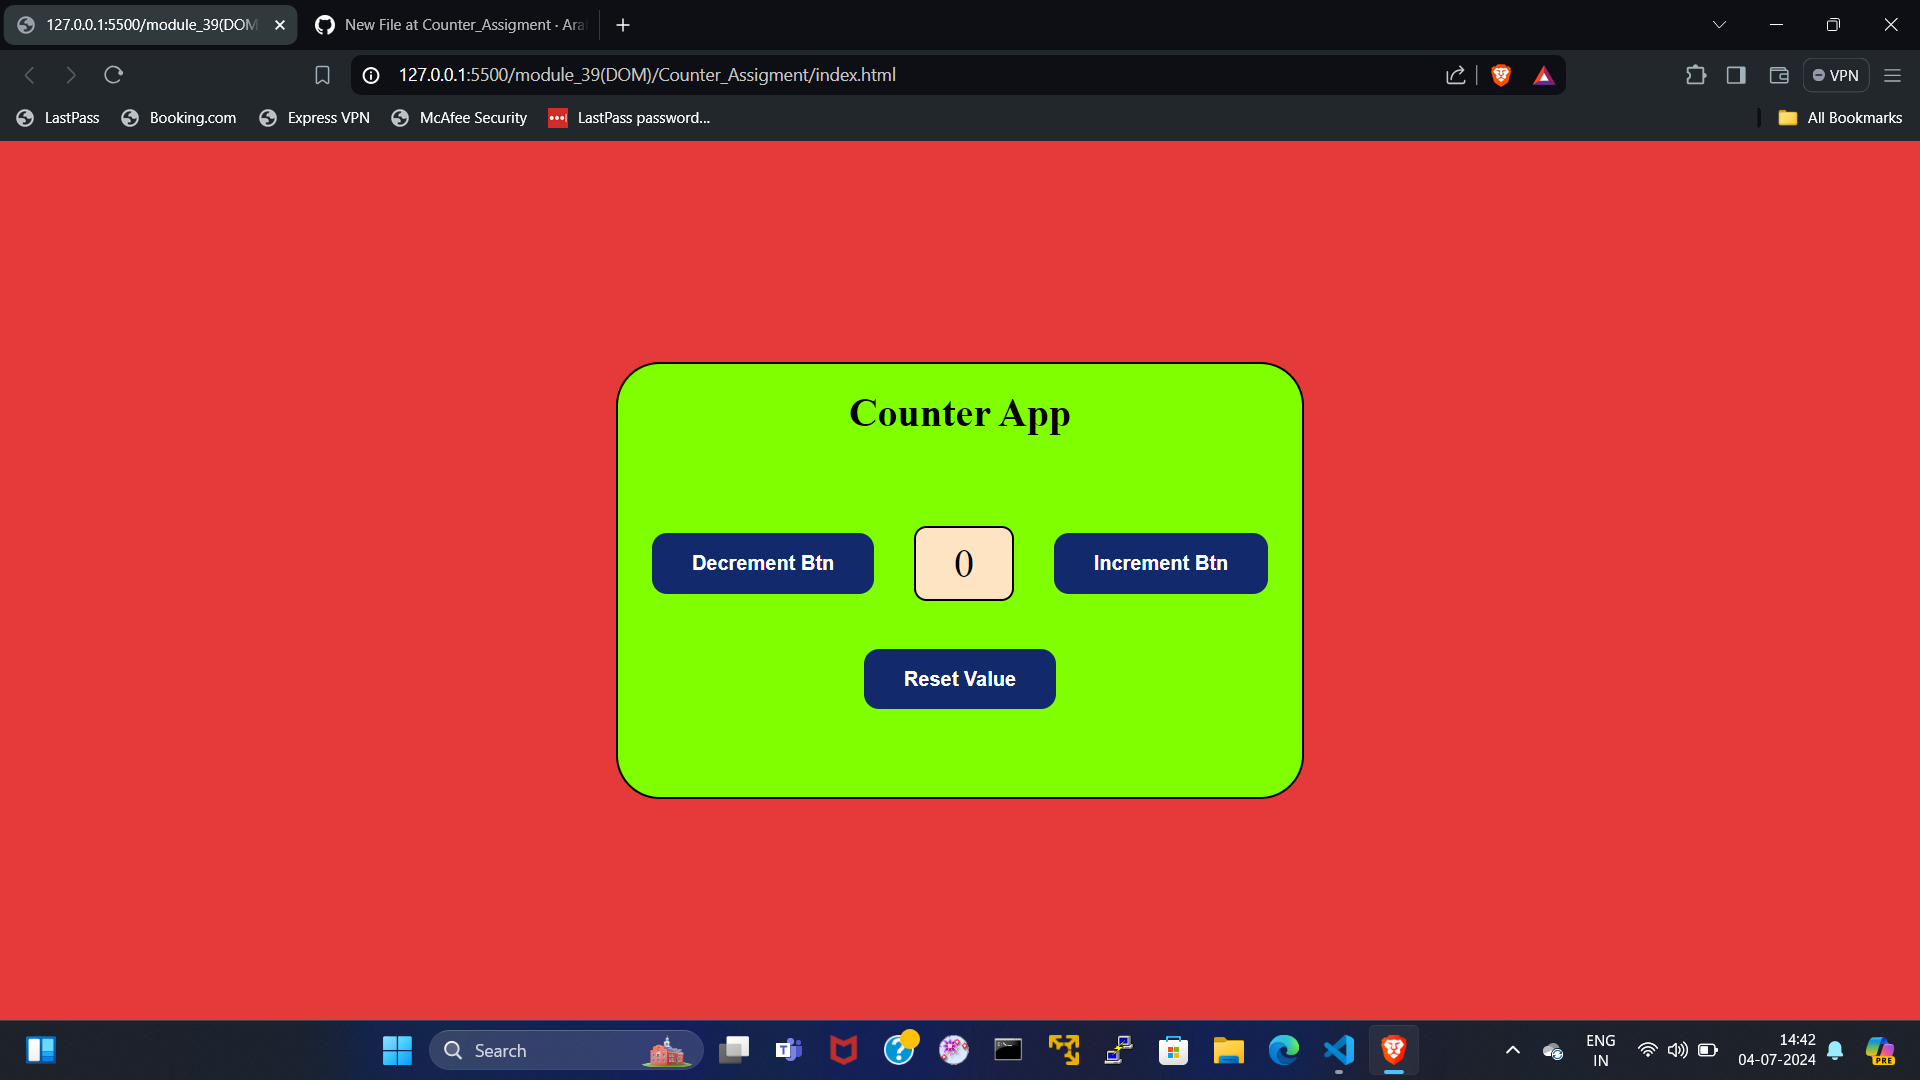 127.0.0.1:5500/module_39(DOM
New File at Counter_Assigment · Ara
127.0.0.1:5500/module_39(DOM)/Counter_Assigment/index.html
VPN
LastPass
Booking.com
Express VPN
McAfee Security
LastPass password...
All Bookmarks
Counter App
Decrement Btn
0
Increment Btn
Reset Value
Search
ENG
IN
14:42
04-07-2024
PRE